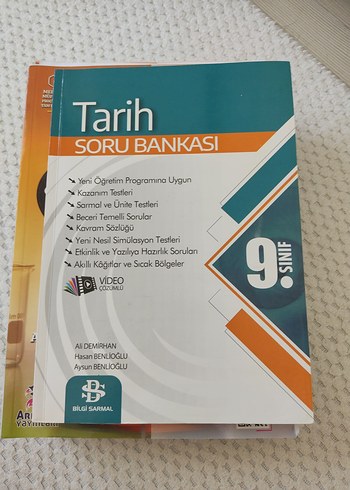 Tarih
SORU BANKASI
Yeni Öğretim Programına Uygun
Kazanım Testleri
Sarmal ve Ünite Testleri
Beceri Temelli Sorular
Kavram Sözlüğü
Yeni Nesil Simülasyon Testleri
Etkinlik ve Yazılıya Hazırlık Soruları
Akıllı Kâğıtlar ve Sıcak Bölgeler
9. SINIF
VİDEO
ÇÖZÜMLÜ
Ali DEMİRHAN
Hasan BENLİOĞLU
Aysun BENLİOĞLU
BS
BİLGİ SARMAL